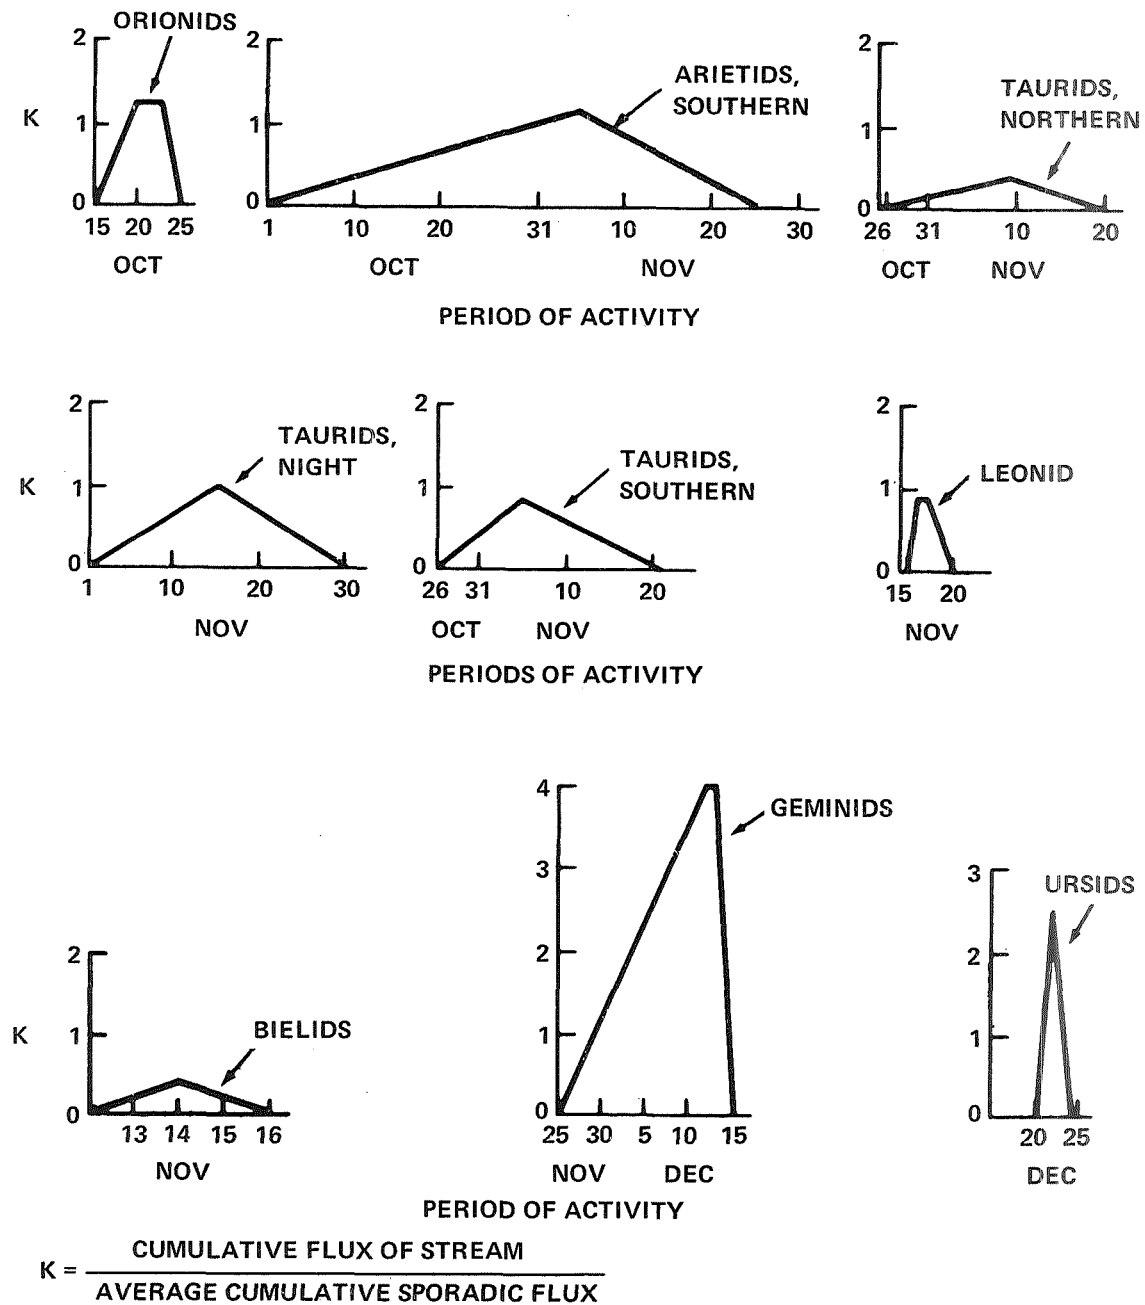 ORIONIDS
2
1
0
K
15 20 25
OCT
ARIETIDS,
SOUTHERN
2
1
0
1 10 20 31 10 20 30
OCT NOV
TAURIDS,
NORTHERN
2
1
0
26 31 10 20
OCT NOV
PERIOD OF ACTIVITY
TAURIDS,
NIGHT
2
1
0
K
1 10 20 30
NOV
TAURIDS,
SOUTHERN
2
1
0
26 31 10 20
OCT NOV
LEONID
2
1
0
15 20
NOV
PERIODS OF ACTIVITY
BIELIDS
2
1
0
K
13 14 15 16
NOV
GEMINIDS
4
3
2
1
0
25 30 5 10 15
NOV DEC
URSIDS
3
2
1
0
20 25
DEC
PERIOD OF ACTIVITY
K = CUMULATIVE FLUX OF STREAM
AVERAGE CUMULATIVE SPORADIC FLUX